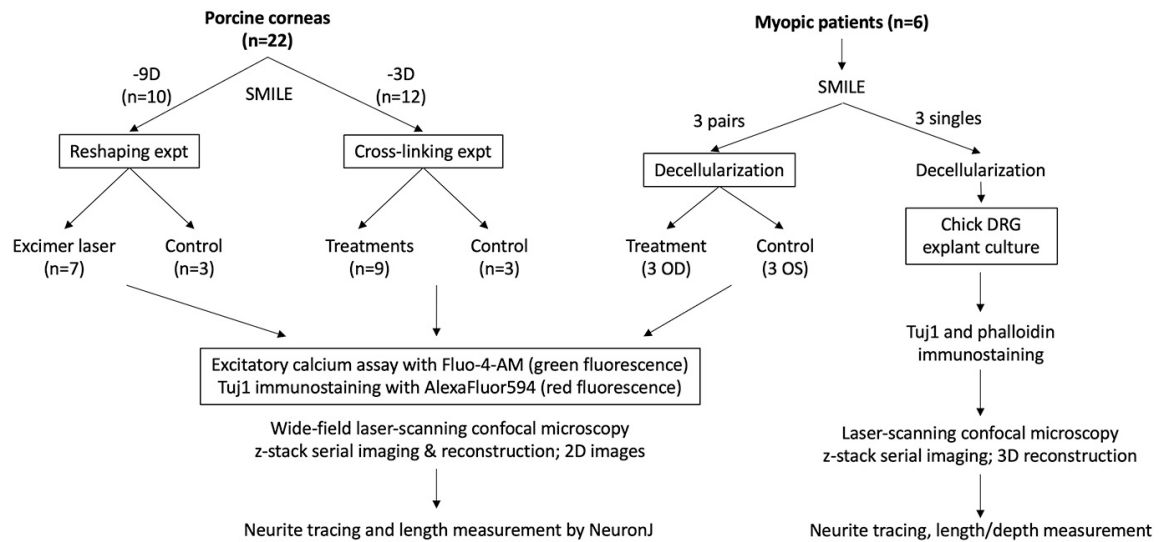 Porcine corneas
(n=22)
-9D
(n=10)
SMILE
-3D
(n=12)
Reshaping expt
Cross-linking expt
Excimer laser
(n=7)
Control
(n=3)
Treatments
(n=9)
Control
(n=3)
Myopic patients (n=6)
SMILE
3 pairs
3 singles
Decellularization
Decellularization
Treatment
(3 OD)
Control
(3 OS)
Chick DRG
explant culture
Excitatory calcium assay with Fluo-4-AM (green fluorescence)
Tuj1 immunostaining with AlexaFluor594 (red fluorescence)
Wide-field laser-scanning confocal microscopy
z-stack serial imaging & reconstruction; 2D images
Neurite tracing and length measurement by NeuronJ
Tuj1 and phalloidin
immunostaining
Laser-scanning confocal microscopy
z-stack serial imaging; 3D reconstruction
Neurite tracing, length/depth measurement